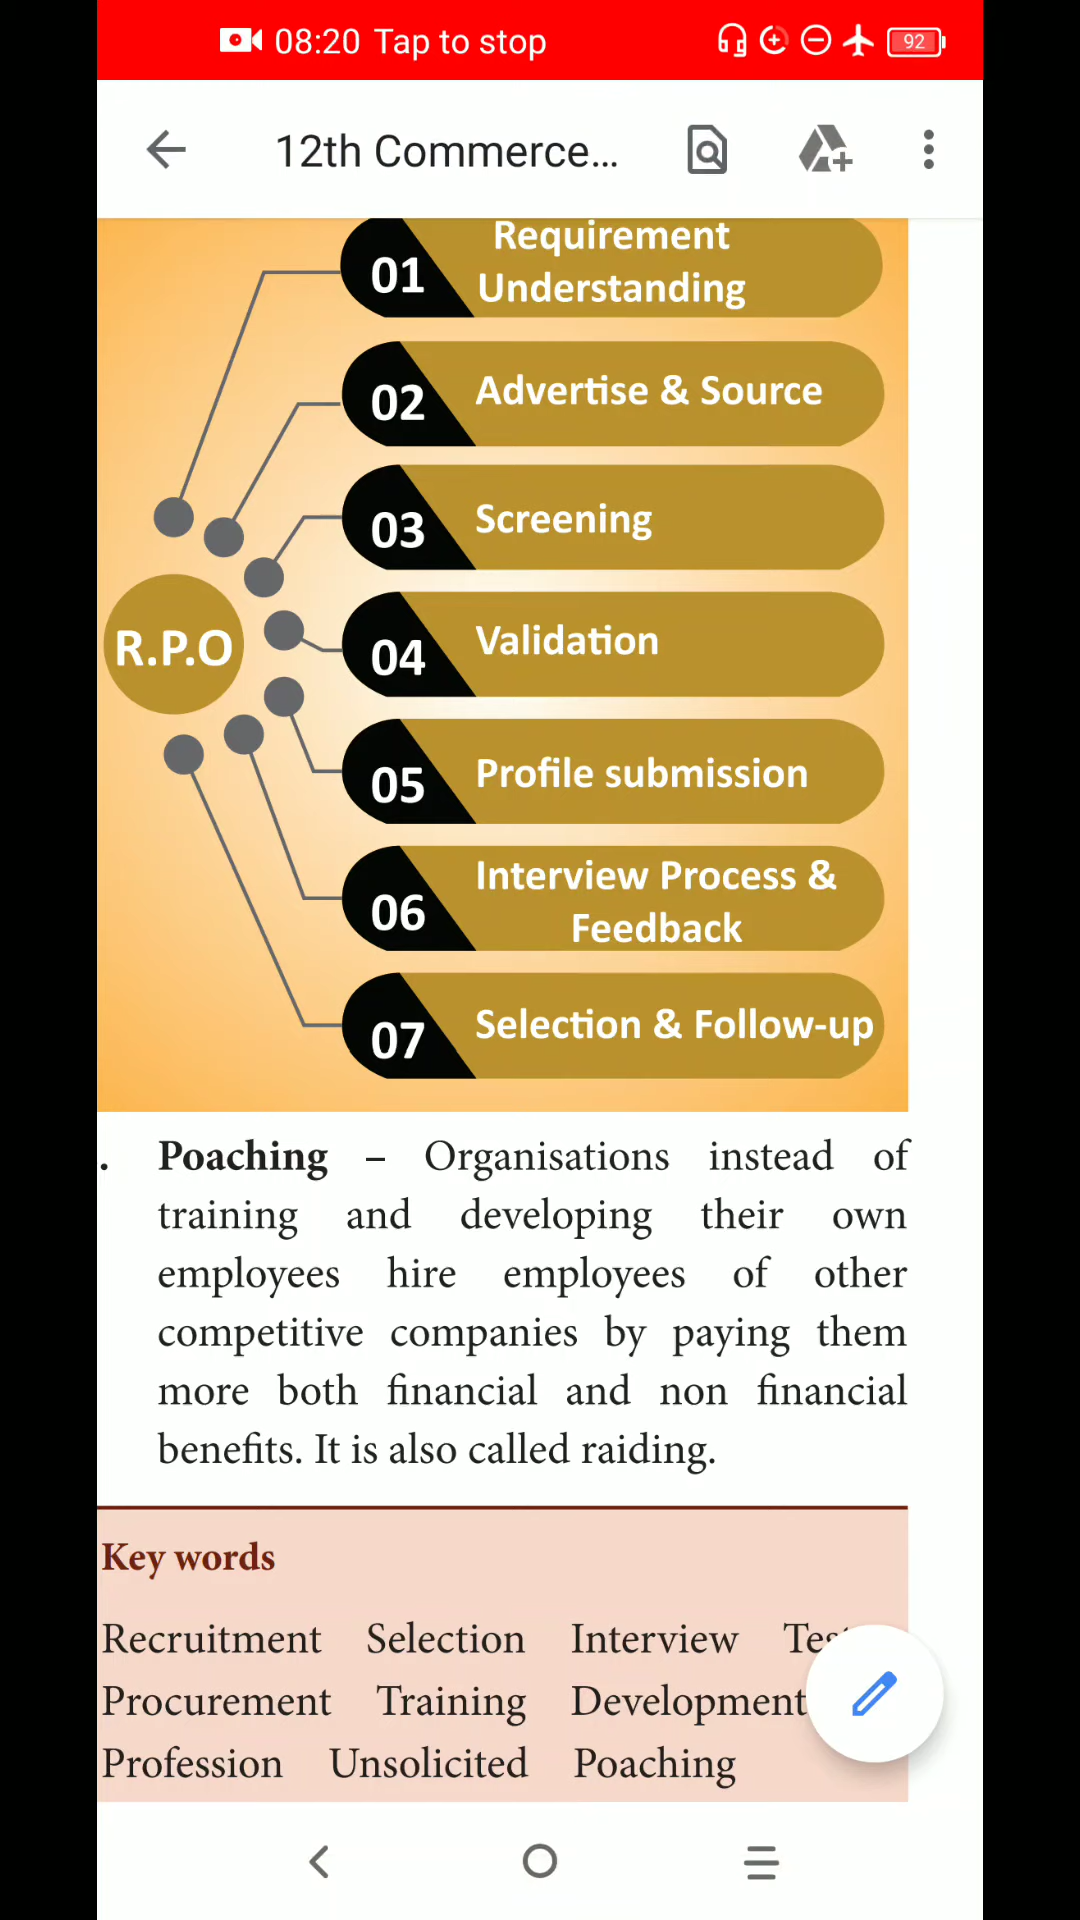 08:20 Tap to stop
92
12th Commerce...
01 Requirement
Understanding
02 Advertise & Source
03 Screening
R.P.O
04 Validation
05 Profile submission
06 Interview Process &
Feedback
07 Selection & Follow-up
. Poaching – Organisations instead of
training and developing their own
employees hire employees of other
competitive companies by paying them
more both financial and non financial
benefits. It is also called raiding.
Key words
Recruitment Selection Interview
Procurement Training Development
Profession Unsolicited Poaching